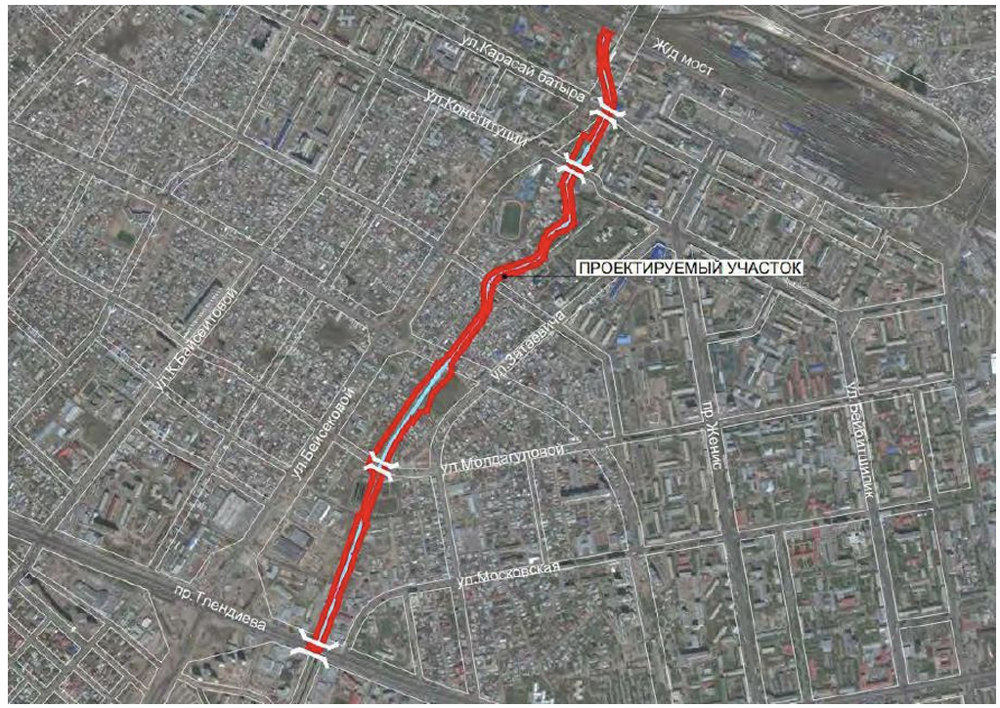 Ж/д мост
ул.Карасай батыра
ул.Конституции
ПРОЕКТИРУЕМЫЙ УЧАСТОК
ул.К.Байсеитовой
ул.Затаевича
ул.Бейсековой
пр.Женис
ул.Бейбитшилик
ул.Молдагуловой
ул.Московская
пр.Тлендиева